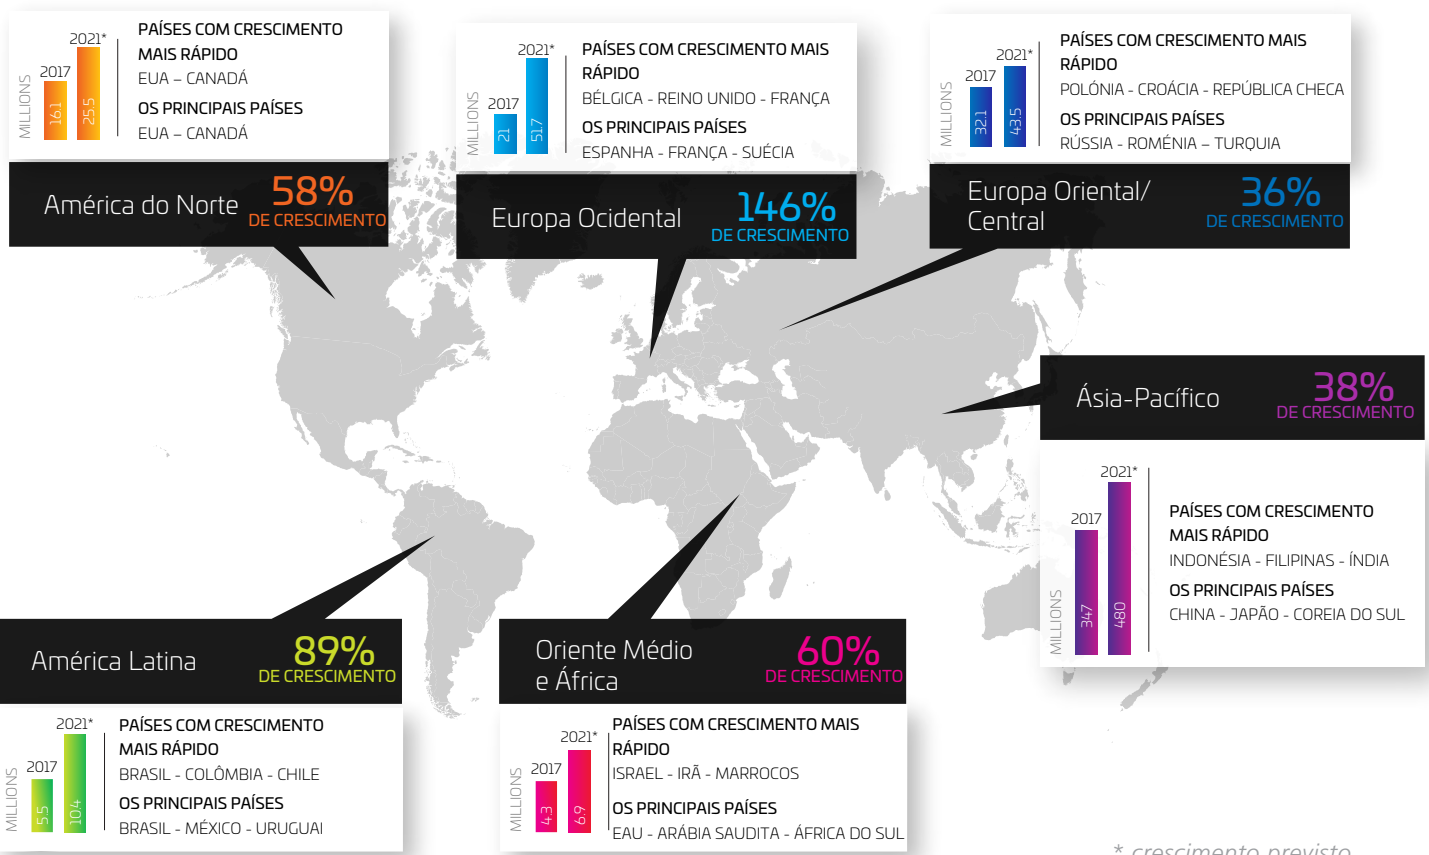 PAÍSES COM CRESCIMENTO
MAIS RÁPIDO
EUA – CANADÁ
OS PRINCIPAIS PAÍSES
EUA – CANADÁ
MILLIONS
2017
2021*
16.1
25.5
América do Norte
58%
DE CRESCIMENTO
PAÍSES COM CRESCIMENTO MAIS
RÁPIDO
BÉLGICA - REINO UNIDO - FRANÇA
OS PRINCIPAIS PAÍSES
ESPANHA - FRANÇA - SUÉCIA
MILLIONS
2017
2021*
21
51.7
Europa Ocidental
146%
DE CRESCIMENTO
PAÍSES COM CRESCIMENTO MAIS
RÁPIDO
POLÓNIA - CROÁCIA - REPÚBLICA CHECA
OS PRINCIPAIS PAÍSES
RÚSSIA - ROMÉNIA – TURQUIA
MILLIONS
2017
2021*
32.1
43.5
Europa Oriental/
Central
36%
DE CRESCIMENTO
Ásia-Pacífico
38%
DE CRESCIMENTO
MILLIONS
2017
2021*
347
480
PAÍSES COM CRESCIMENTO
MAIS RÁPIDO
INDONÉSIA - FILIPINAS - ÍNDIA
OS PRINCIPAIS PAÍSES
CHINA - JAPÃO - COREIA DO SUL
América Latina
89%
DE CRESCIMENTO
MILLIONS
2017
2021*
5.5
10.4
PAÍSES COM CRESCIMENTO
MAIS RÁPIDO
BRASIL - COLÔMBIA - CHILE
OS PRINCIPAIS PAÍSES
BRASIL - MÉXICO - URUGUAI
Oriente Médio
e África
60%
DE CRESCIMENTO
MILLIONS
2017
2021*
4.3
6.9
PAÍSES COM CRESCIMENTO MAIS
RÁPIDO
ISRAEL - IRÃ - MARROCOS
OS PRINCIPAIS PAÍSES
EAU - ARÁBIA SAUDITA - ÁFRICA DO SUL
* crescimento previsto